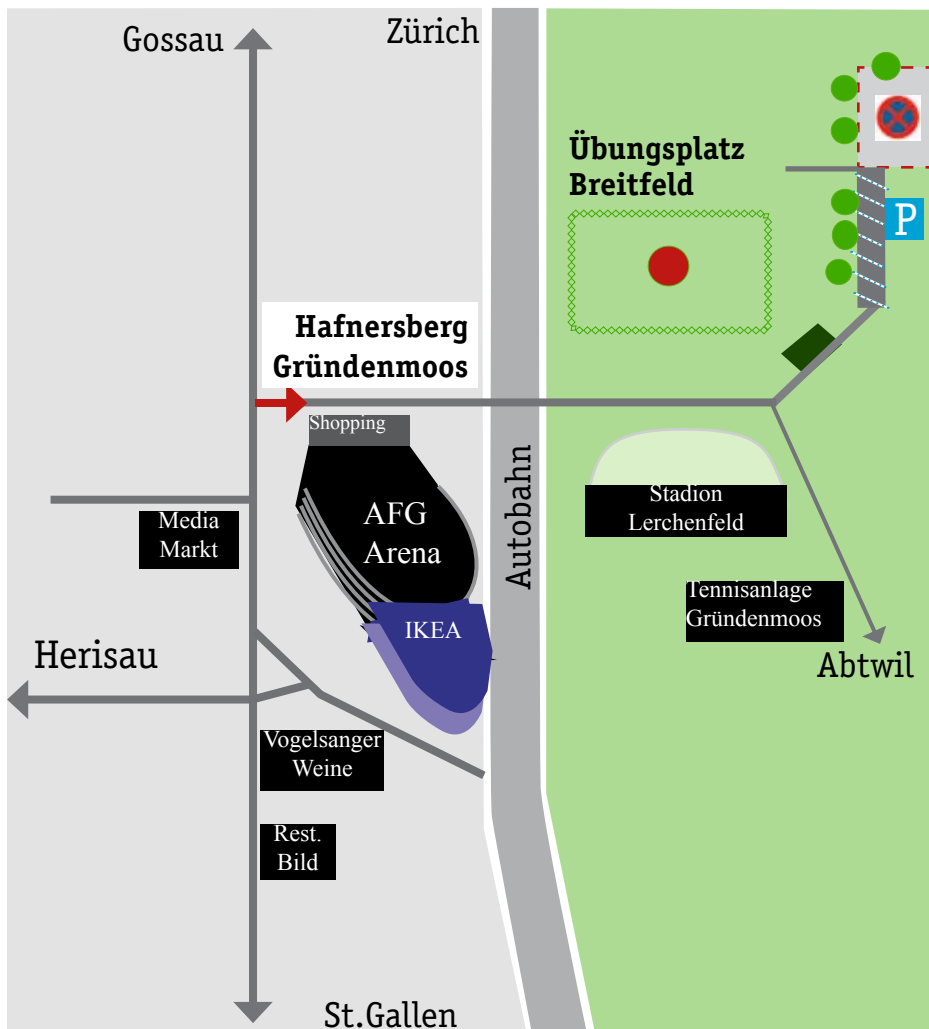 Gossau
Zürich
Übungsplatz
Breitfeld
P
Hafnersberg
Gründenmoos
Shopping
AFG
Arena
Autobahn
Stadion
Lerchenfeld
Media
Markt
Tennisanlage
Gründenmoos
IKEA
Herisau
Abtwil
Vogelsanger
Weine
Rest.
Bild
St.Gallen